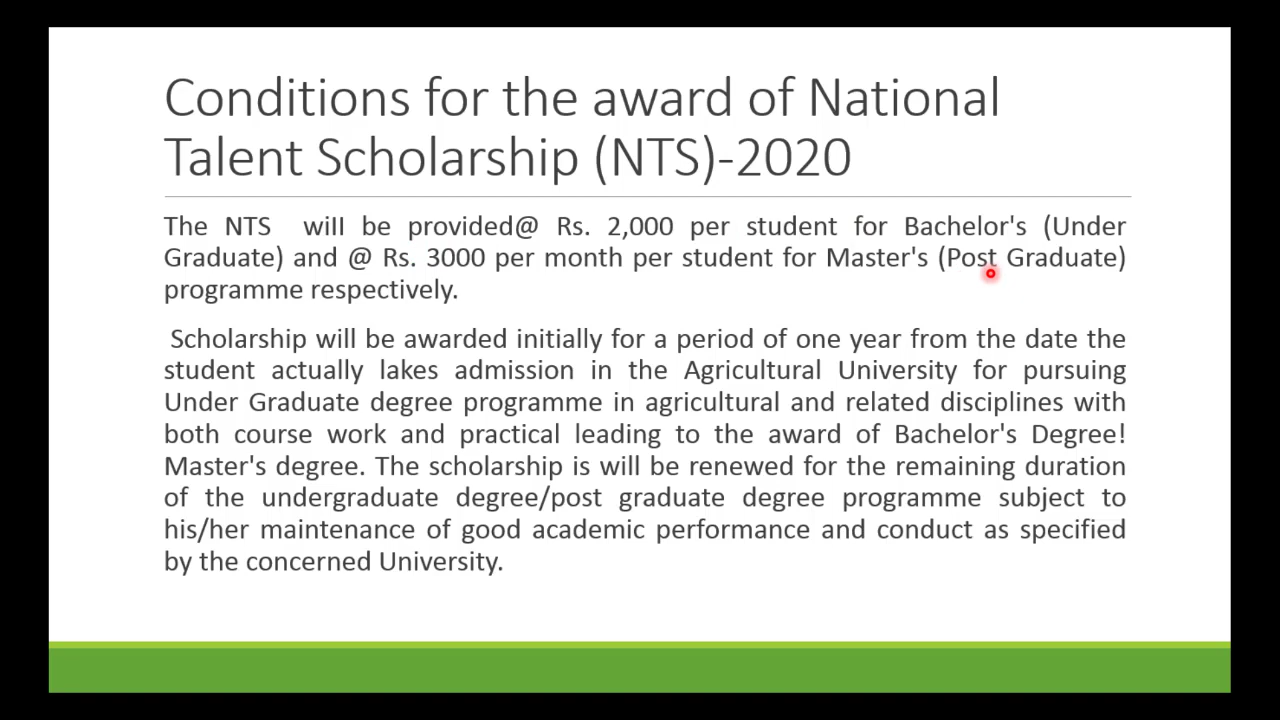 Conditions for the award of National
Talent Scholarship (NTS)-2020
The NTS will be provided@ Rs. 2,000 per student for Bachelor's (Under
Graduate) and @ Rs. 3000 per month per student for Master's (Post Graduate)
programme respectively.
Scholarship will be awarded initially for a period of one year from the date the
student actually lakes admission in the Agricultural University for pursuing
Under Graduate degree programme in agricultural and related disciplines with
both course work and practical leading to the award of Bachelor's Degree!
Master's degree. The scholarship is will be renewed for the remaining duration
of the undergraduate degree/post graduate degree programme subject to
his/her maintenance of good academic performance and conduct as specified
by the concerned University.